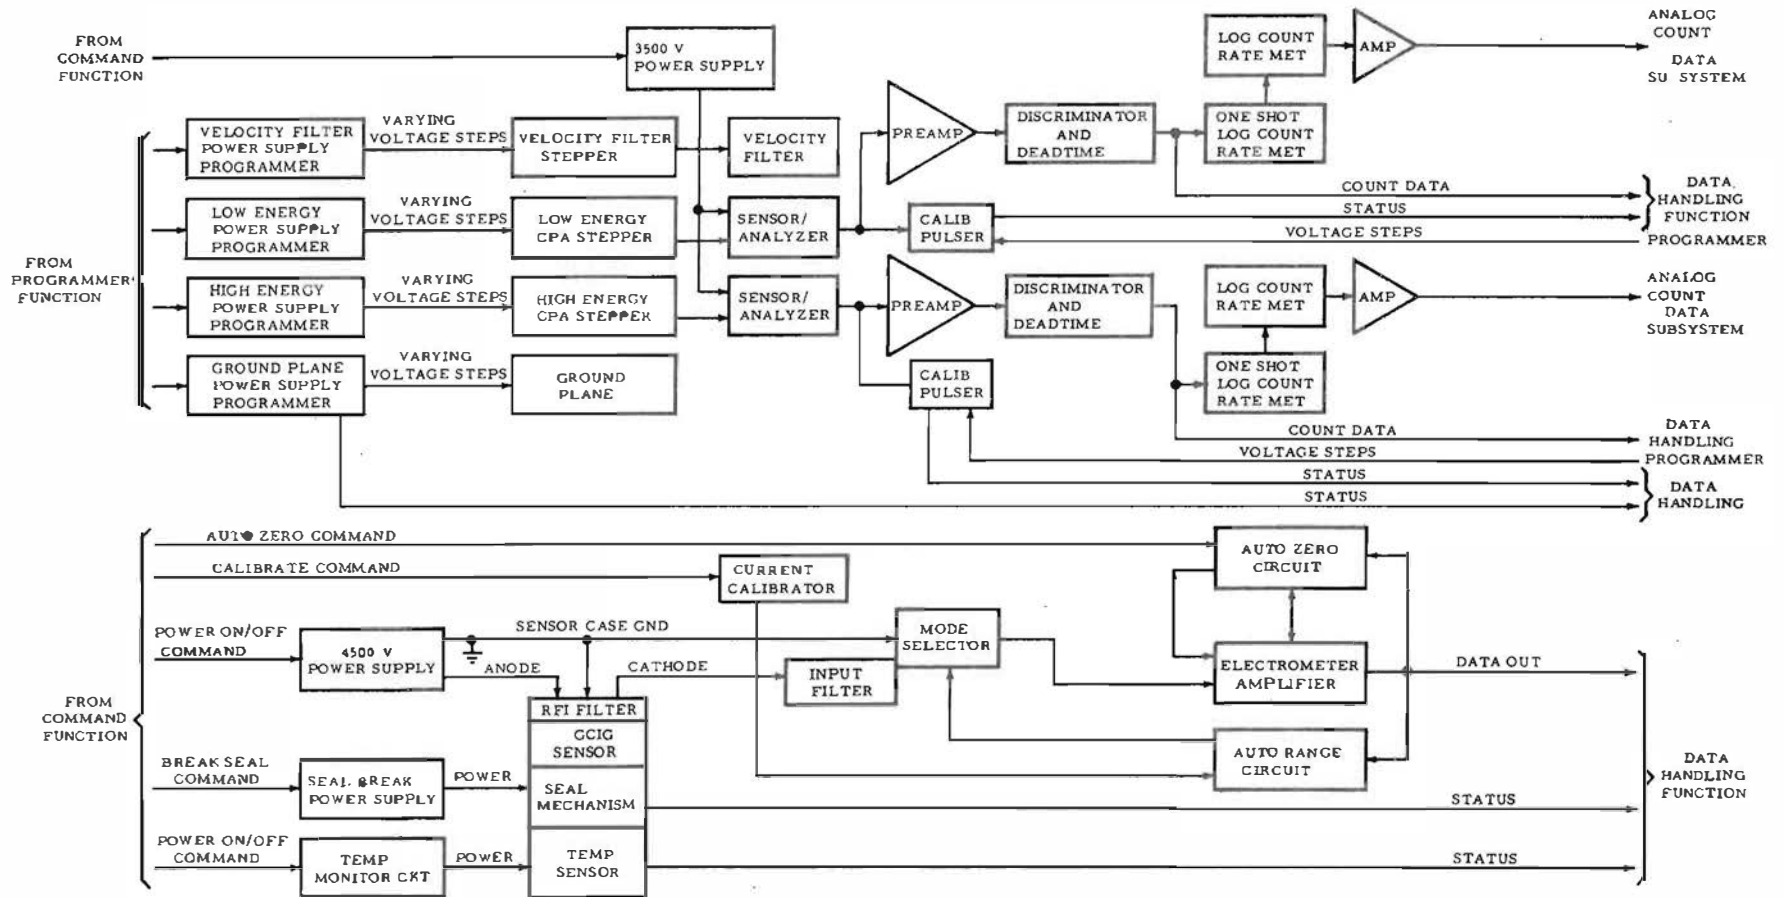 FROM
COMMAND
FUNCTION
3500 V
POWER SUPPLY
LOG COUNT
RATE MET
AMP
ANALOG
COUNT
DATA
SU SYSTEM
VELOCITY FILTER
POWER SUPPLY
PROGRAMMER
VARYING
VOLTAGE STEPS
VELOCITY FILTER
STEPPER
VELOCITY
FILTER
PREAMP
DISCRIMINATOR
AND
DEADTIME
ONE SHOT
LOG COUNT
RATE MET
COUNT DATA
STATUS
VOLTAGE STEPS
DATA
HANDLING
FUNCTION
PROGRAMMER
LOW ENERGY
POWER SUPPLY
PROGRAMMER
VARYING
VOLTAGE STEPS
LOW ENERGY
CPA STEPPER
SENSOR/
ANALYZER
CALIB
PULSER
FROM
PROGRAMMER
FUNCTION
HIGH ENERGY
POWER SUPPLY
PROGRAMMER
VARYING
VOLTAGE STEPS
HIGH ENERGY
CPA STEPPER
SENSOR/
ANALYZER
PREAMP
DISCRIMINATOR
AND
DEADTIME
LOG COUNT
RATE MET
AMP
ANALOG
COUNT
DATA
SUBSYSTEM
GROUND PLANE
POWER SUPPLY
PROGRAMMER
VARYING
VOLTAGE STEPS
GROUND
PLANE
CALIB
PULSER
ONE SHOT
LOG COUNT
RATE MET
COUNT DATA
VOLTAGE STEPS
STATUS
STATUS
DATA
HANDLING
PROGRAMMER
DATA
HANDLING
AUTO ZERO COMMAND
CALIBRATE COMMAND
CURRENT
CALIBRATOR
AUTO ZERO
CIRCUIT
POWER ON/OFF
COMMAND
4500 V
POWER SUPPLY
SENSOR CASE GND
ANODE
CATHODE
INPUT
FILTER
MODE
SELECTOR
ELECTROMETER
AMPLIFIER
DATA OUT
FROM
COMMAND
FUNCTION
RFI FILTER
GCIG
SENSOR
SEAL
MECHANISM
TEMP
SENSOR
AUTO RANGE
CIRCUIT
BREAK SEAL
COMMAND
SEAL BREAK
POWER SUPPLY
POWER
STATUS
POWER ON/OFF
COMMAND
TEMP
MONITOR CKT
POWER
STATUS
DATA
HANDLING
FUNCTION